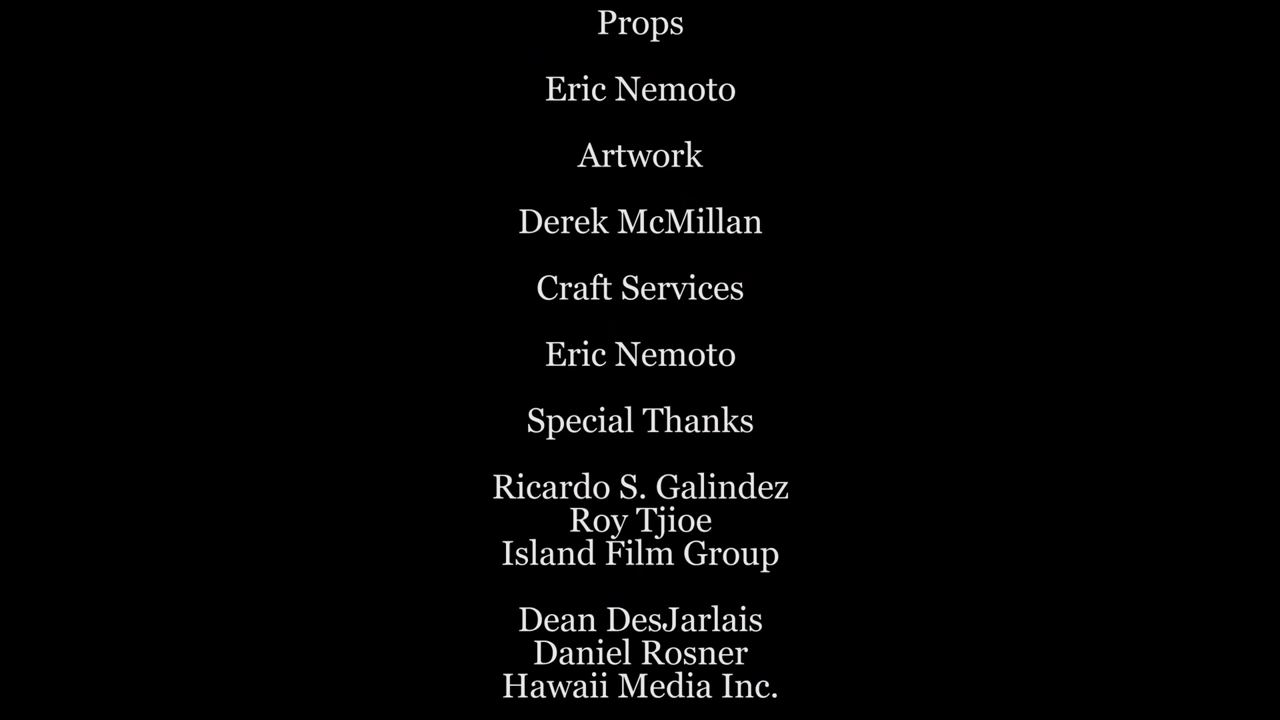 Props
Eric Nemoto
Artwork
Derek McMillan
Craft Services
Eric Nemoto
Special Thanks
Ricardo S. Galindez
Roy Tjioe
Island Film Group
Dean DesJarlais
Daniel Rosner
Hawaii Media Inc.